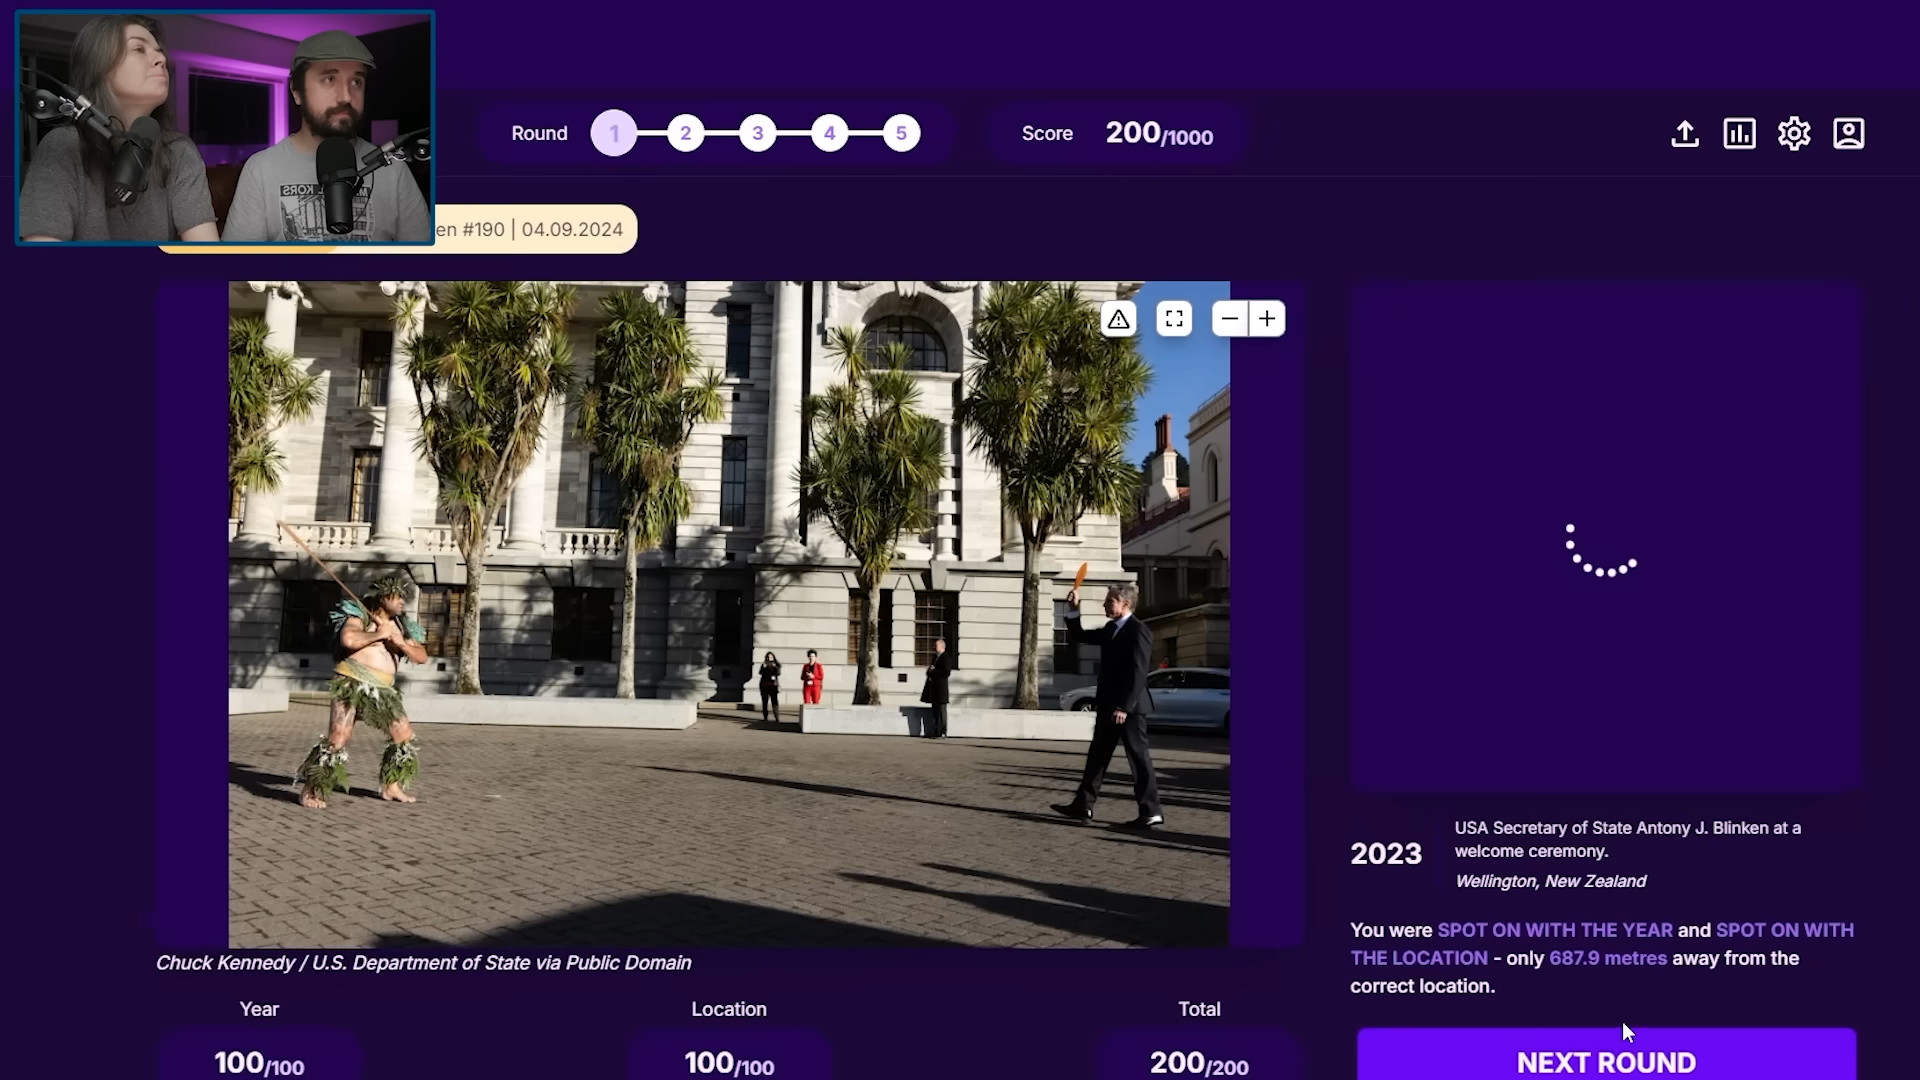 Round 1 2 3 4 5 Score 200/1000
en #190 | 04.09.2024
KORS
Chuck Kennedy / U.S. Department of State via Public Domain
2023
USA Secretary of State Antony J. Blinken at a
welcome ceremony.
Wellington, New Zealand
You were SPOT ON WITH THE YEAR and SPOT ON WITH
THE LOCATION - only 687.9 metres away from the
correct location.
Year Location Total
100/100 100/100 200/200
NEXT ROUND